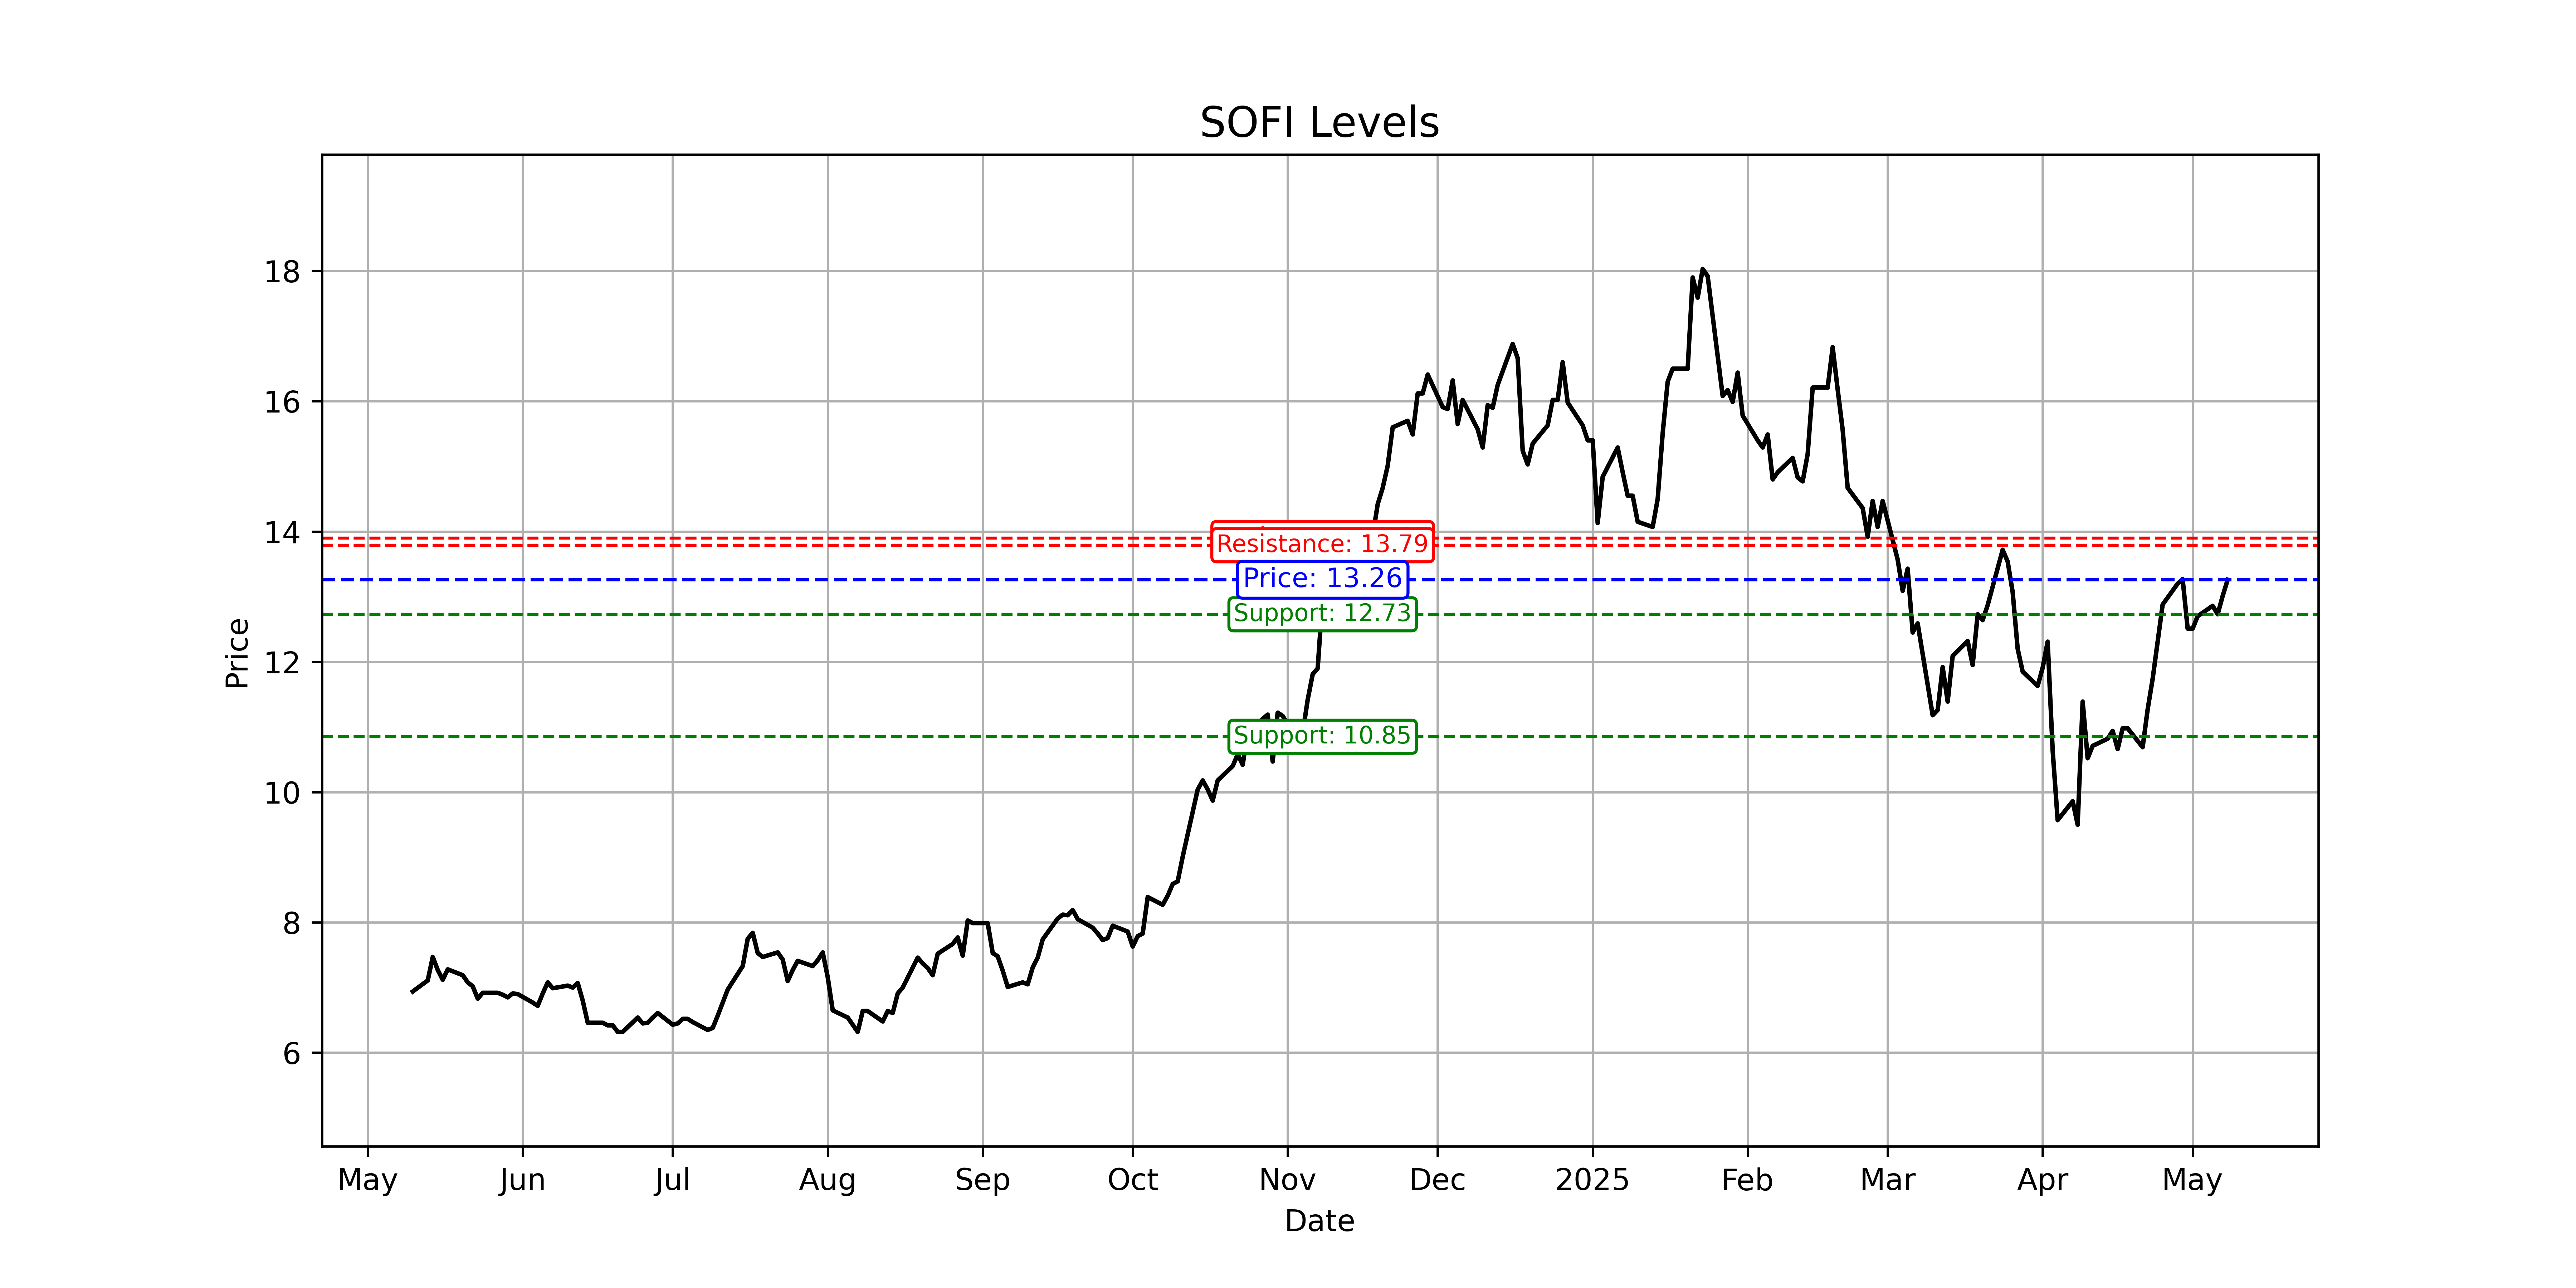 SOFI Levels
Price
18
16
14
12
10
8
6
Resistance: 13.79
Price: 13.26
Support: 12.73
Support: 10.85
May Jun Jul Aug Sep Oct Nov Dec 2025 Feb Mar Apr May
Date